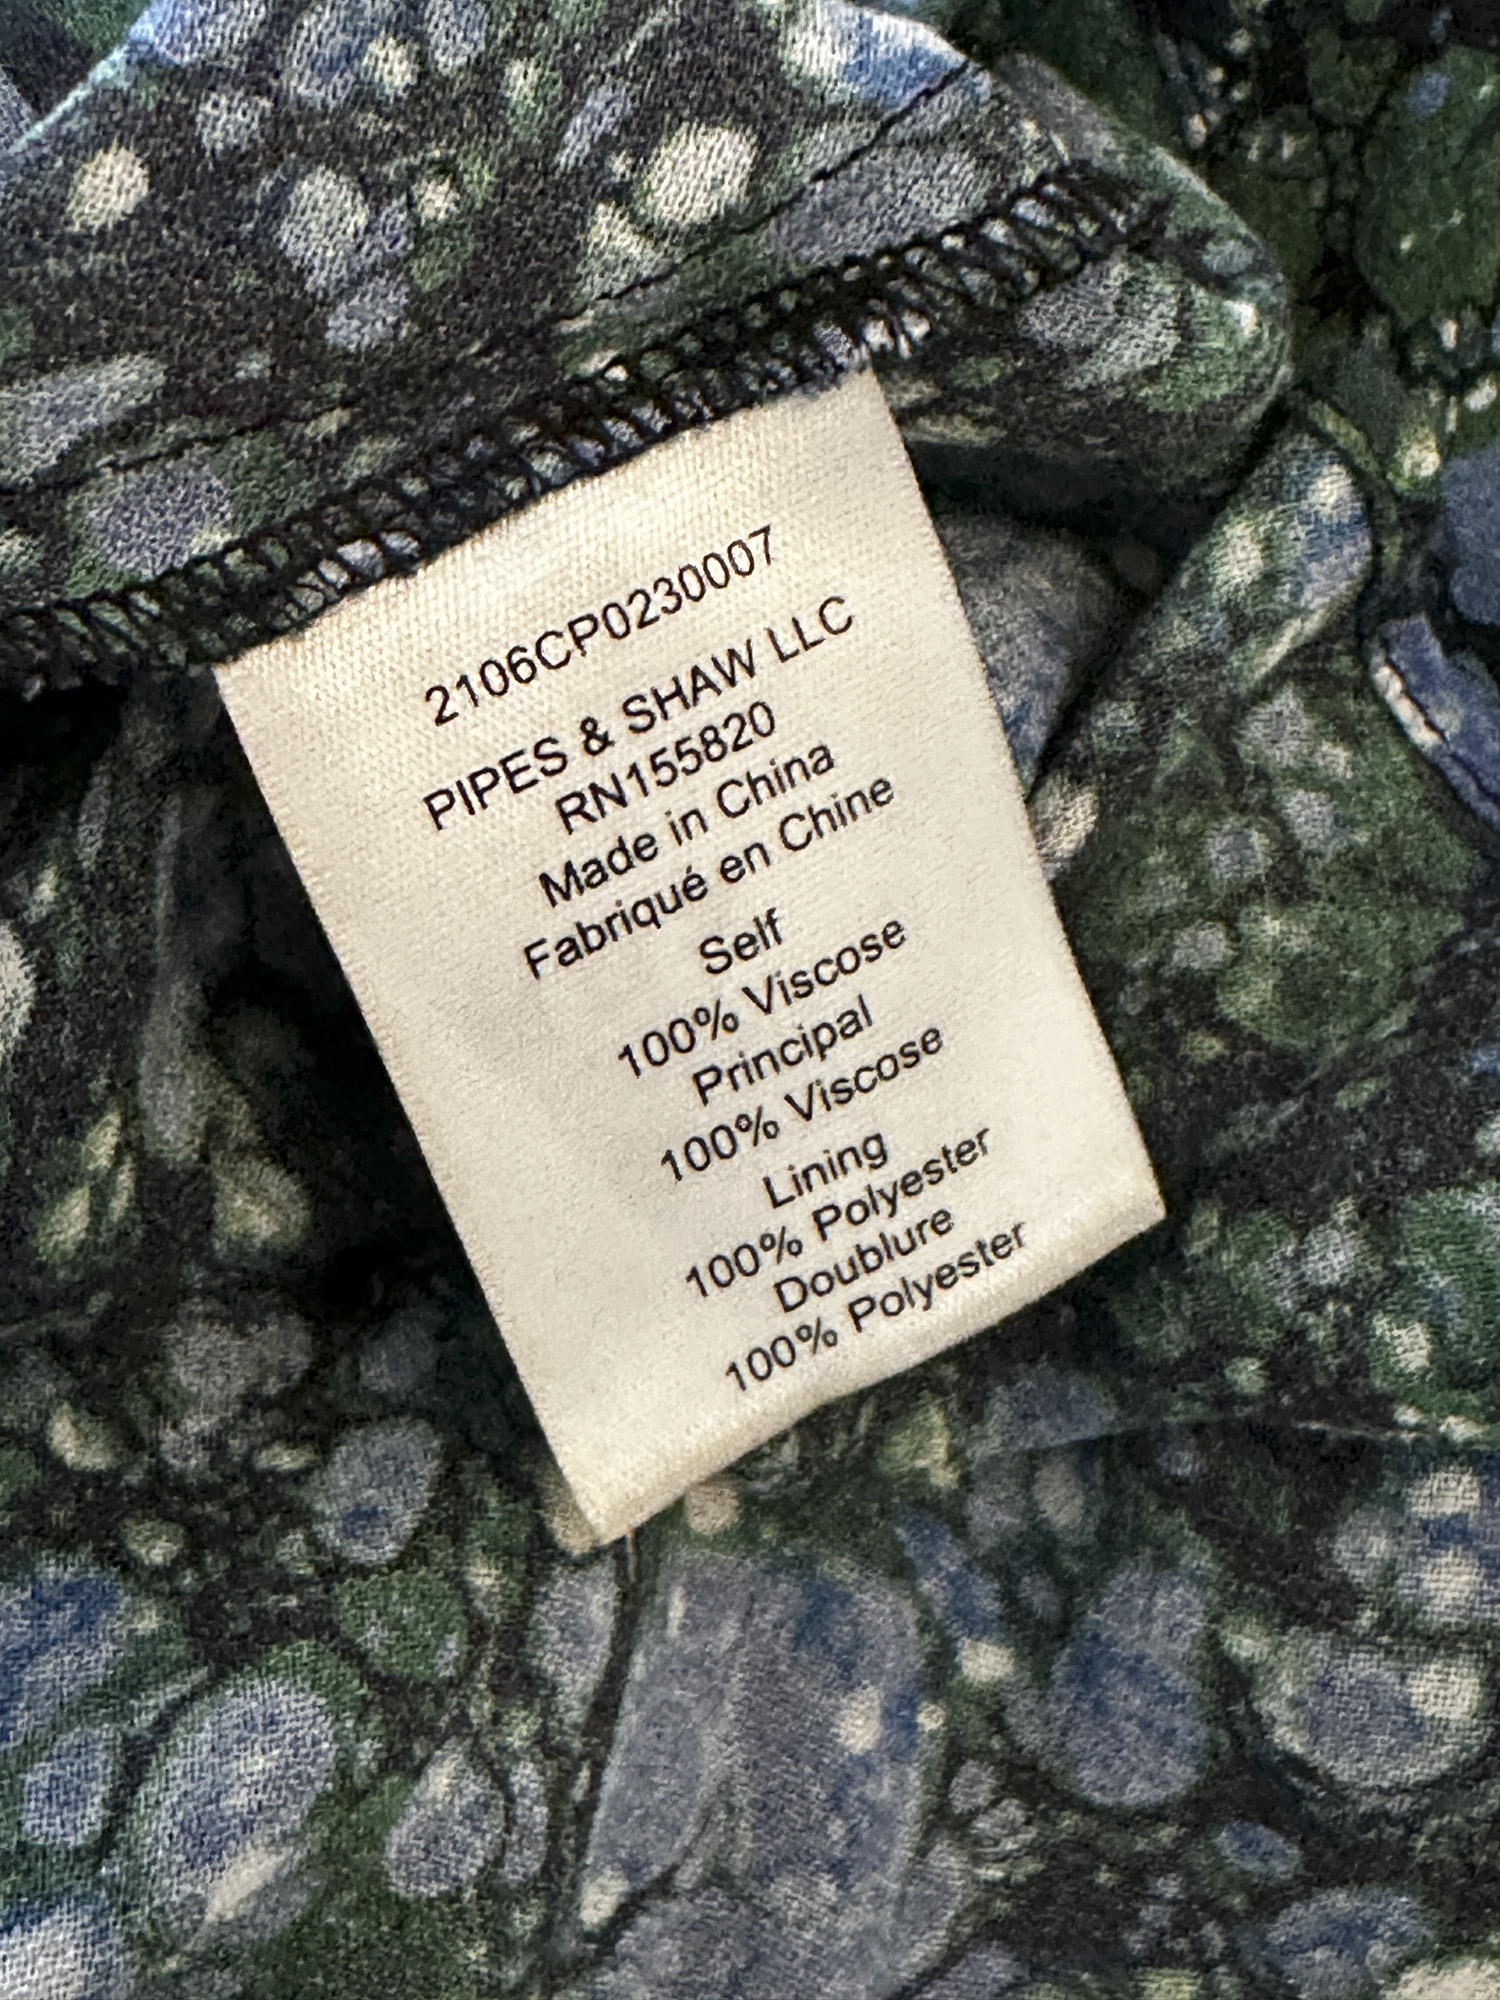 2106CP0230007
PIPES & SHAW LLC
RN155820
Made in China
Fabriqué en Chine
Self
100% Viscose
Principal
100% Viscose
Lining
100% Polyester
Doublure
100% Polyester